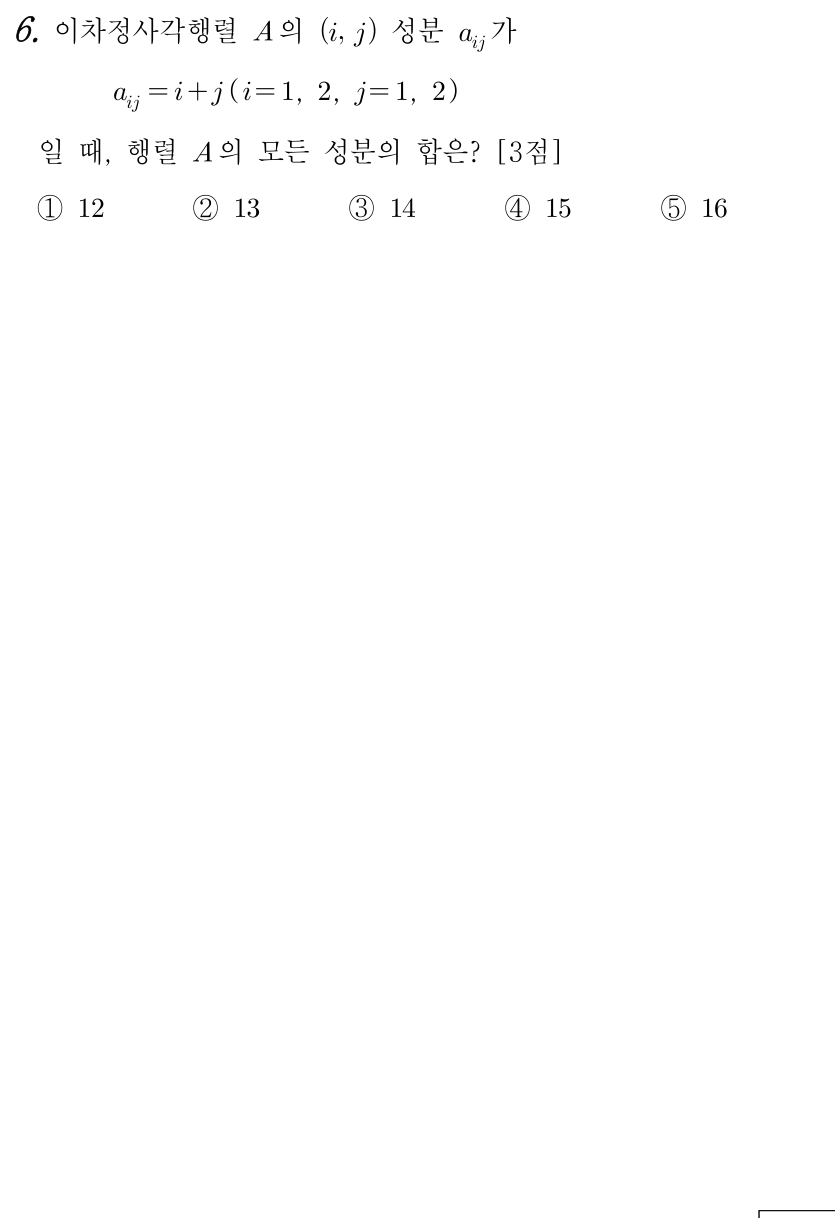 6. 이차정사각행렬 A의 (i, j) 성분 a_{ij}가
a_{ij}=i+j(i=1, 2, j=1, 2)
일 때, 행렬 A의 모든 성분의 합은? [3점]
① 12 ② 13 ③ 14 ④ 15 ⑤ 16